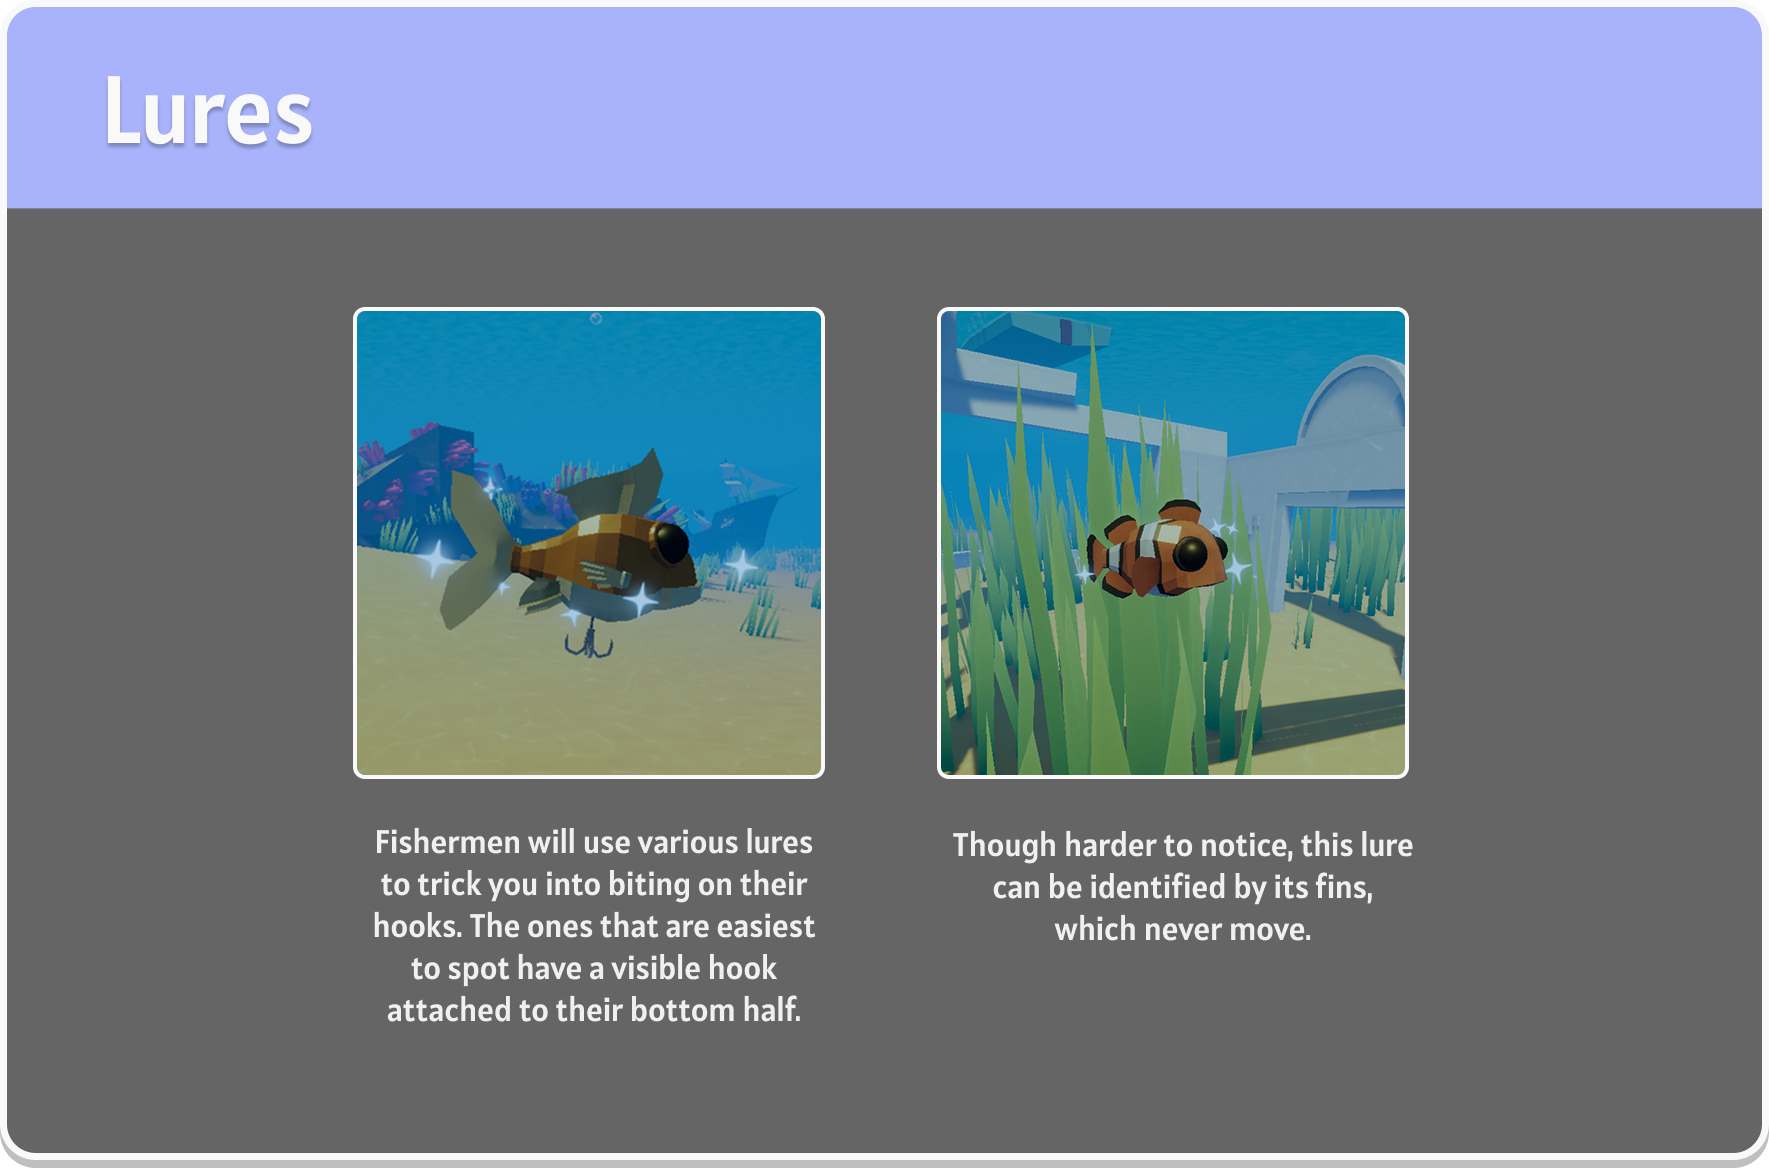 Lures
Fishermen will use various lures
to trick you into biting on their
hooks. The ones that are easiest
to spot have a visible hook
attached to their bottom half.
Though harder to notice, this lure
can be identified by its fins,
which never move.